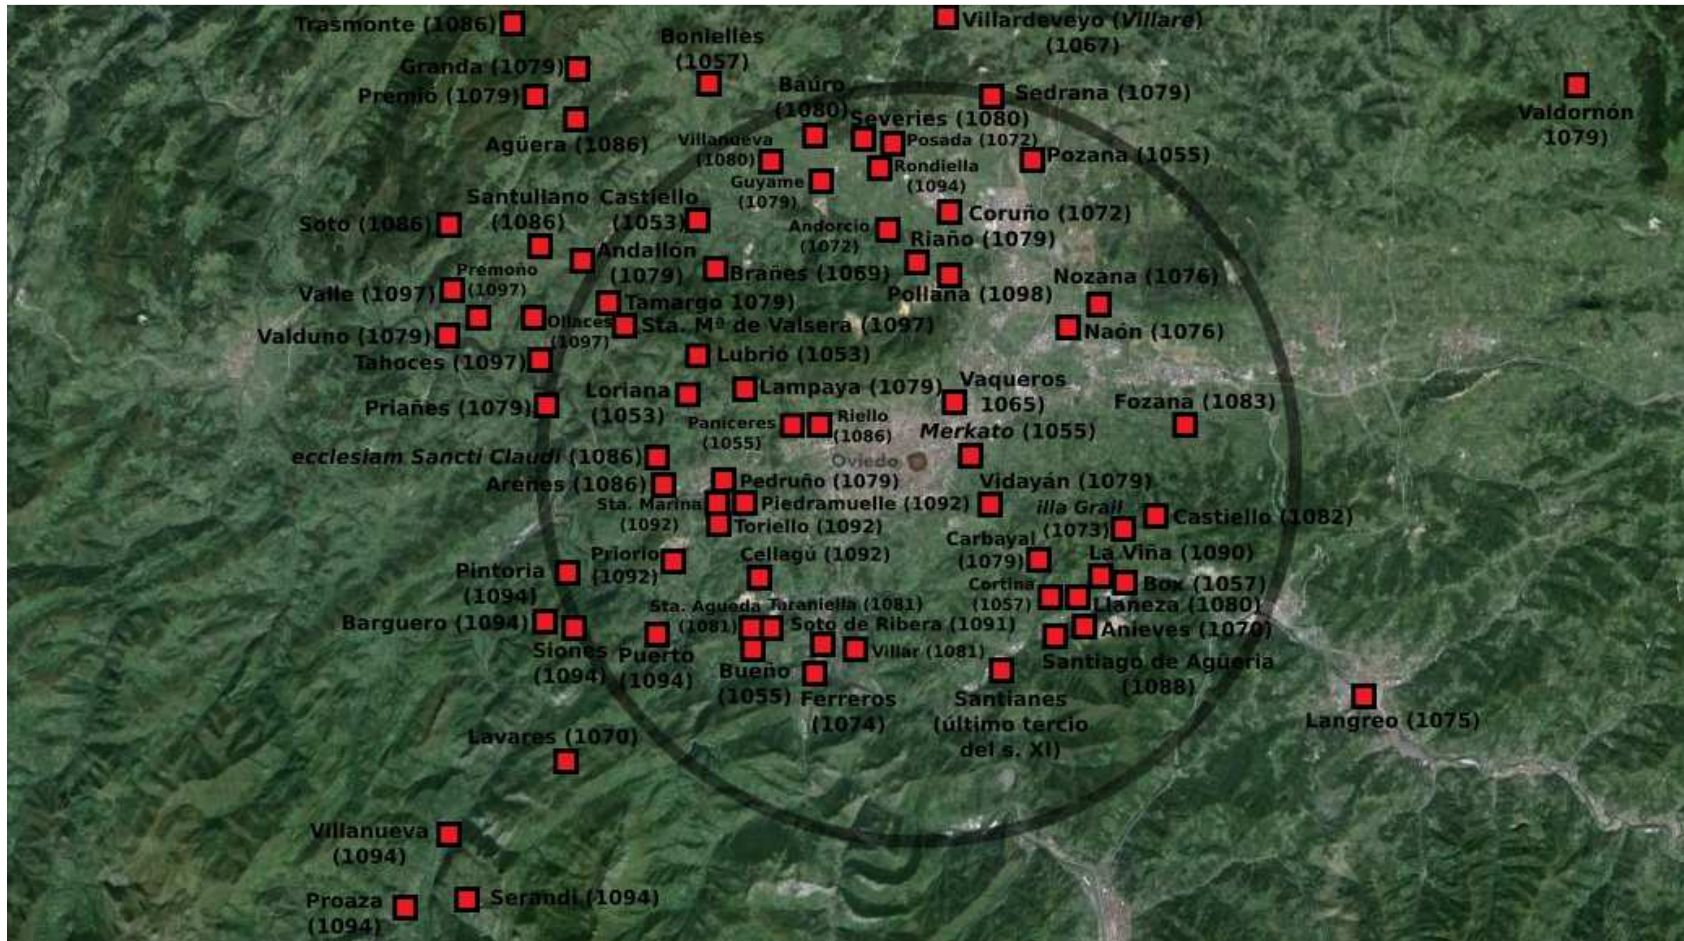 Trasmonte (1086)
Villardeveyo (Villare)
(1067)
Bonielles
(1057)
Granda (1079)
Premió (1079)
Agüera (1086)
Baúro
(1080)
Sedrana (1079)
Valdornón
1079)
Severies (1080)
Villanueva
(1080)
Posada (1072)
Pozana (1055)
Rondiella
(1094)
Guyame
(1079)
Santullano
(1086)
Castiello
(1053)
Soto (1086)
Coruño (1072)
Andorcio
(1072)
Riaño (1079)
Andallón
(1079)
Brañes (1069)
Premoño
(1097)
Nozana (1076)
Valle (1097)
Pollana (1098)
Tamargo 1079)
Ollaces
(1097)
Sta. Mª de Valsera (1097)
Naón (1076)
Valduno (1079)
Tahoces (1097)
Lubrió (1053)
Loriana
(1053)
Lampaya (1079)
Vaqueros
1065)
Priañes (1079)
Fozana (1083)
Paniceres
(1055)
Riello
(1086)
Merkato (1055)
ecclesiam Sancti Claudi (1086)
Oviedo
Arenes (1086)
Pedruño (1079)
Vidayán (1079)
Sta. Marina
(1092)
Piedramuelle (1092)
illa Grail
(1073)
Castiello (1082)
Toriello (1092)
Carbayal
(1079)
Priorio
(1092)
Cellagú (1092)
La Viña (1090)
Pintoria
(1094)
Cortina
(1057)
Box (1057)
Llaneza (1080)
Sta. Agueda
(1081)
Taraniella (1081)
Barguero (1094)
Soto de Ribera (1091)
Anieves (1070)
Siones
(1094)
Puerto
(1094)
Villar (1081)
Bueño
(1055)
Santiago de Agüeria
(1088)
Ferreros
(1074)
Santianes
(último tercio
del s. XI)
Langreo (1075)
Lavares (1070)
Villanueva
(1094)
Proaza
(1094)
Serandi (1094)